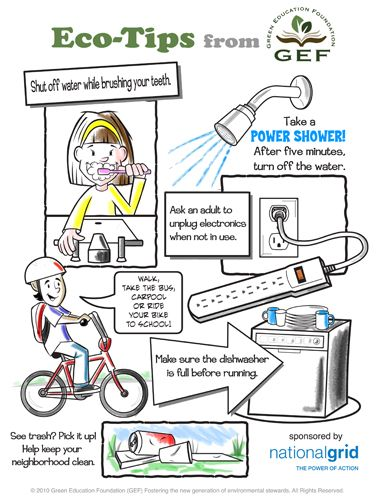 Eco-Tips from
GREEN EDUCATION FOUNDATION
GEF
Shut off water while brushing your teeth.
Take a
POWER SHOWER!
After five minutes,
turn off the water.
Ask an adult to
unplug electronics
when not in use.
WALK,
TAKE THE BUS,
CARPOOL
OR RIDE
YOUR BIKE
TO SCHOOL!
Make sure the dishwasher
is full before running.
See trash? Pick it up!
Help keep your
neighborhood clean.
sponsored by
nationalgrid
THE POWER OF ACTION
© 2010 Green Education Foundation (GEF) Fostering the new generation of environmental stewards. All Rights Reserved.